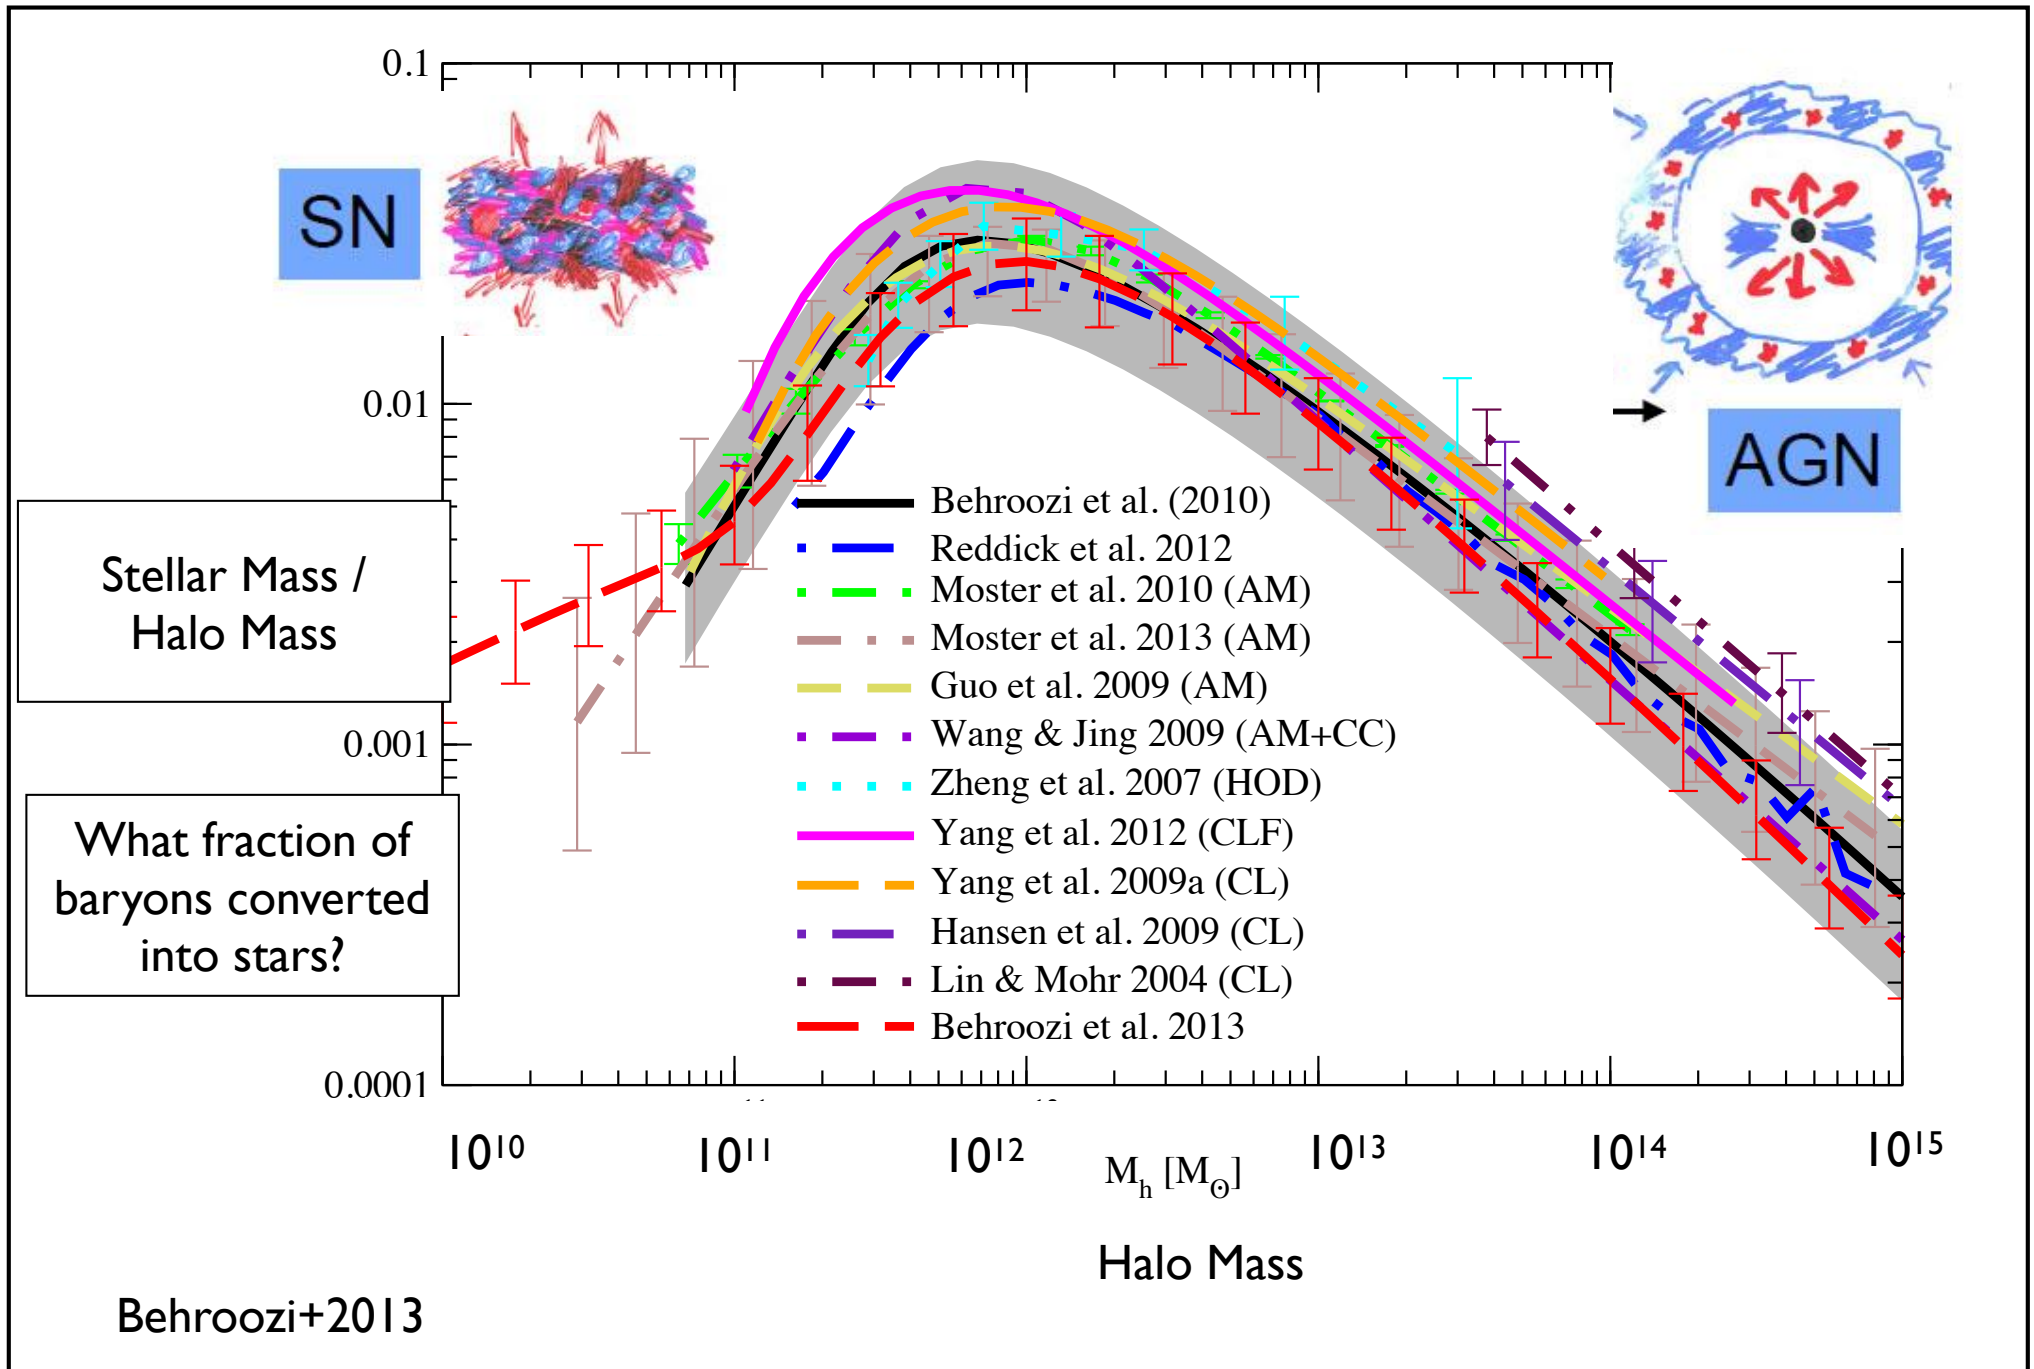 0.1
SN
0.01
AGN
Stellar Mass /
Halo Mass
Behroozi et al. (2010)
Reddick et al. 2012
Moster et al. 2010 (AM)
Moster et al. 2013 (AM)
Guo et al. 2009 (AM)
Wang & Jing 2009 (AM+CC)
Zheng et al. 2007 (HOD)
Yang et al. 2012 (CLF)
Yang et al. 2009a (CL)
Hansen et al. 2009 (CL)
Lin & Mohr 2004 (CL)
Behroozi et al. 2013
0.001
What fraction of
baryons converted
into stars?
0.0001
10¹⁰ 10¹¹ 10¹² 10¹³ 10¹⁴ 10¹⁵
M_h [M_⊙]
Halo Mass
Behroozi+2013